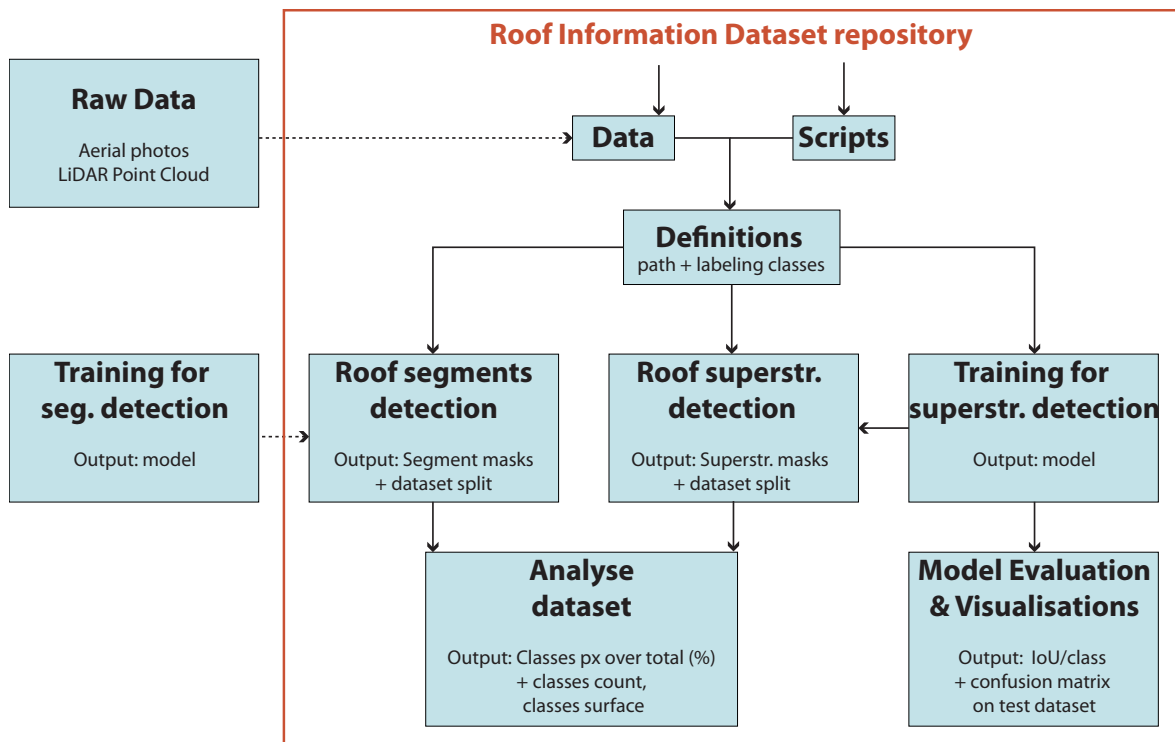 Roof Information Dataset repository
Raw Data
Aerial photos
LiDAR Point Cloud
Data
Scripts
Definitions
path + labeling classes
Training for
seg. detection
Output: model
Roof segments
detection
Output: Segment masks
+ dataset split
Roof superstr.
detection
Output: Superstr. masks
+ dataset split
Training for
superstr. detection
Output: model
Analyse
dataset
Output: Classes px over total (%)
+ classes count,
classes surface
Model Evaluation
& Visualisations
Output: IoU/class
+ confusion matrix
on test dataset